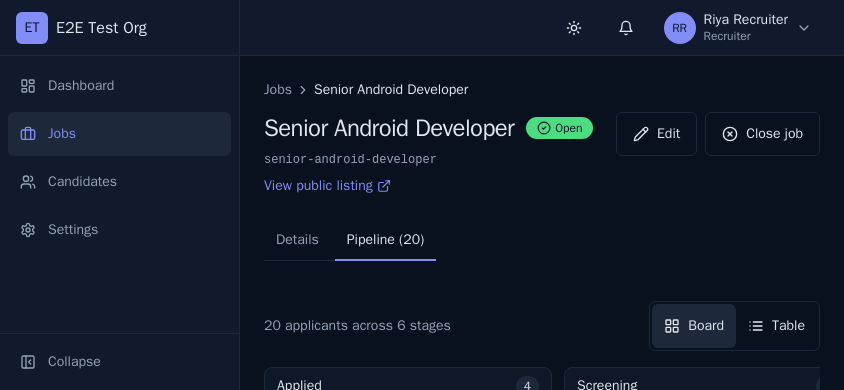 ET E2E Test Org
RR Riya Recruiter
Recruiter
Dashboard
Jobs
Candidates
Settings
Collapse
Jobs > Senior Android Developer
Senior Android Developer Open Edit Close job
senior-android-developer
View public listing
Details Pipeline (20)
20 applicants across 6 stages Board Table
Applied 4 Screening